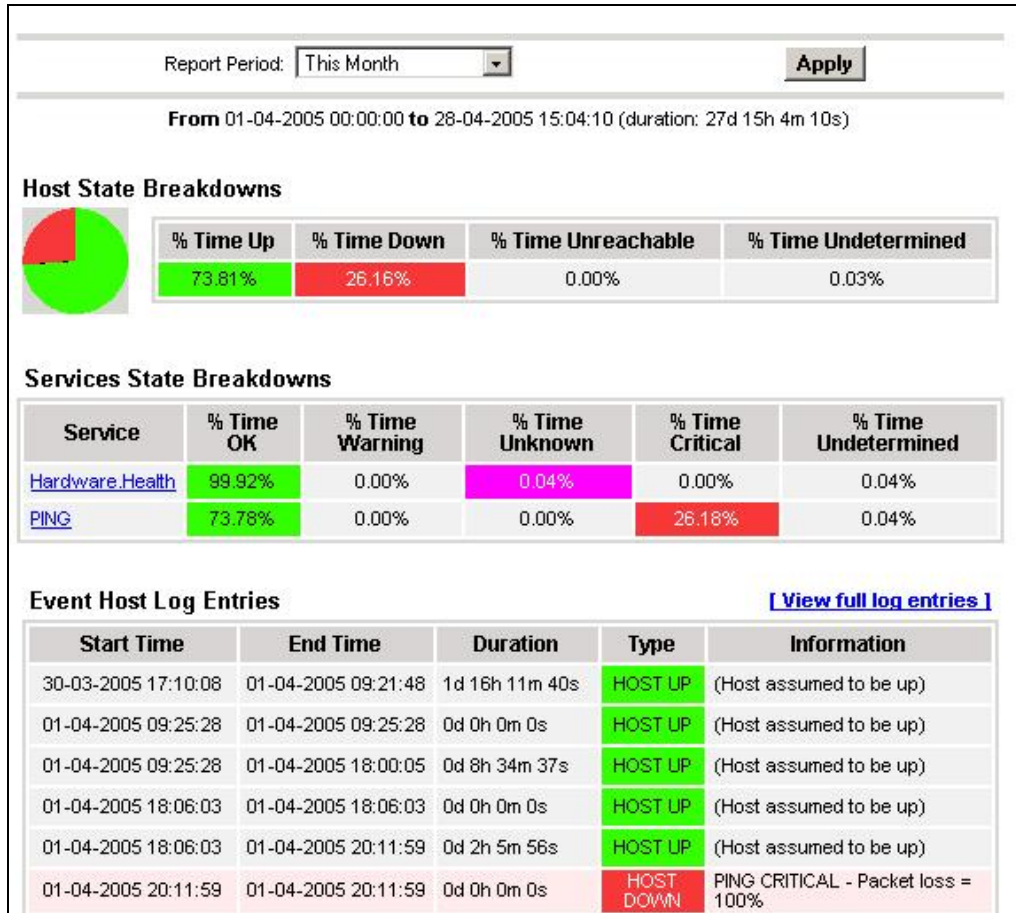 Report Period: This Month Apply
From 01-04-2005 00:00:00 to 28-04-2005 15:04:10 (duration: 27d 15h 4m 10s)
Host State Breakdowns
% Time Up % Time Down % Time Unreachable % Time Undetermined
73.81% 26.16% 0.00% 0.03%
Services State Breakdowns
Service % Time OK % Time Warning % Time Unknown % Time Critical % Time Undetermined
Hardware.Health 99.92% 0.00% 0.04% 0.00% 0.04%
PING 73.78% 0.00% 0.00% 26.18% 0.04%
Event Host Log Entries [ View full log entries ]
Start Time End Time Duration Type Information
30-03-2005 17:10:08 01-04-2005 09:21:48 1d 16h 11m 40s HOST UP (Host assumed to be up)
01-04-2005 09:25:28 01-04-2005 09:25:28 0d 0h 0m 0s HOST UP (Host assumed to be up)
01-04-2005 09:25:28 01-04-2005 18:00:05 0d 8h 34m 37s HOST UP (Host assumed to be up)
01-04-2005 18:06:03 01-04-2005 18:06:03 0d 0h 0m 0s HOST UP (Host assumed to be up)
01-04-2005 18:06:03 01-04-2005 20:11:59 0d 2h 5m 56s HOST UP (Host assumed to be up)
01-04-2005 20:11:59 01-04-2005 20:11:59 0d 0h 0m 0s HOST DOWN PING CRITICAL - Packet loss = 100%